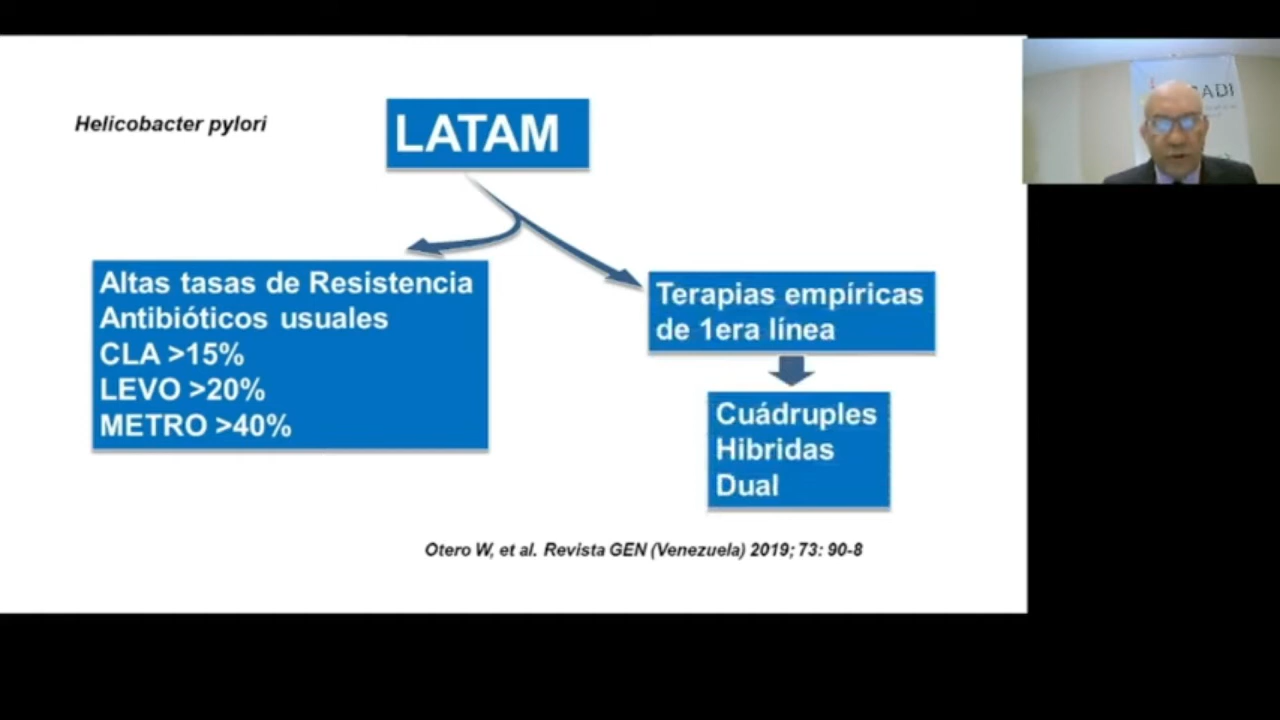 Helicobacter pylori
LATAM
Altas tasas de Resistencia
Antibióticos usuales
CLA >15%
LEVO >20%
METRO >40%
Terapias empíricas
de 1era línea
Cuádruples
Hibridas
Dual
Otero W, et al. Revista GEN (Venezuela) 2019; 73: 90-8